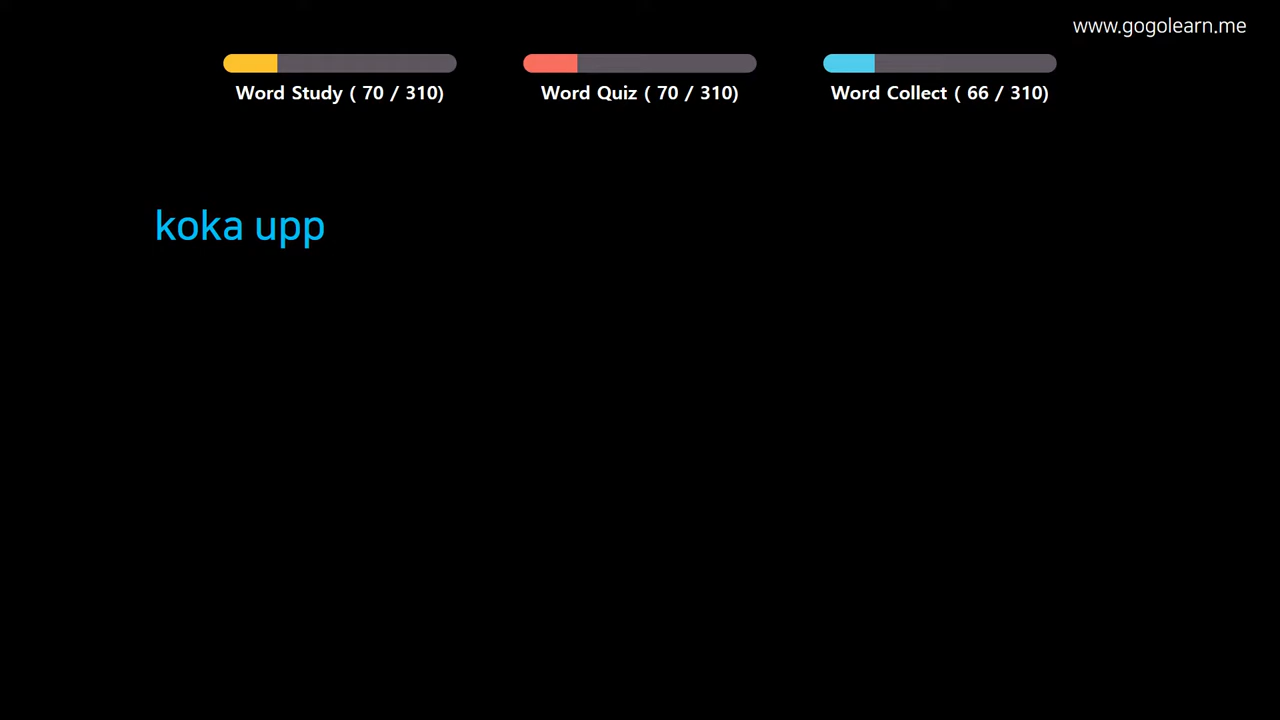 www.gogolearn.me
Word Study ( 70 / 310)
Word Quiz ( 70 / 310)
Word Collect ( 66 / 310)
koka upp